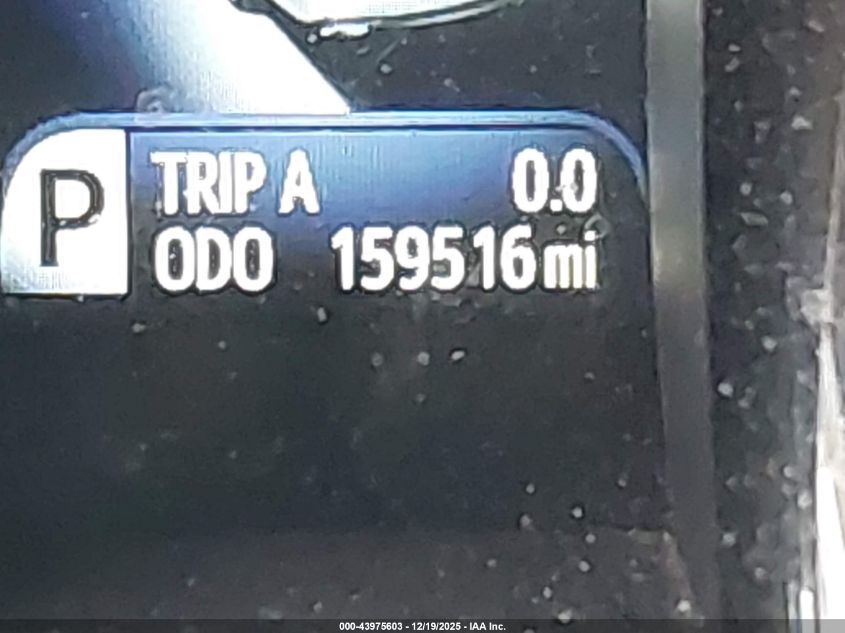 P
TRIP A 0.0
ODO 159516 mi
000-43975603 - 12/19/2025 - IAA Inc.